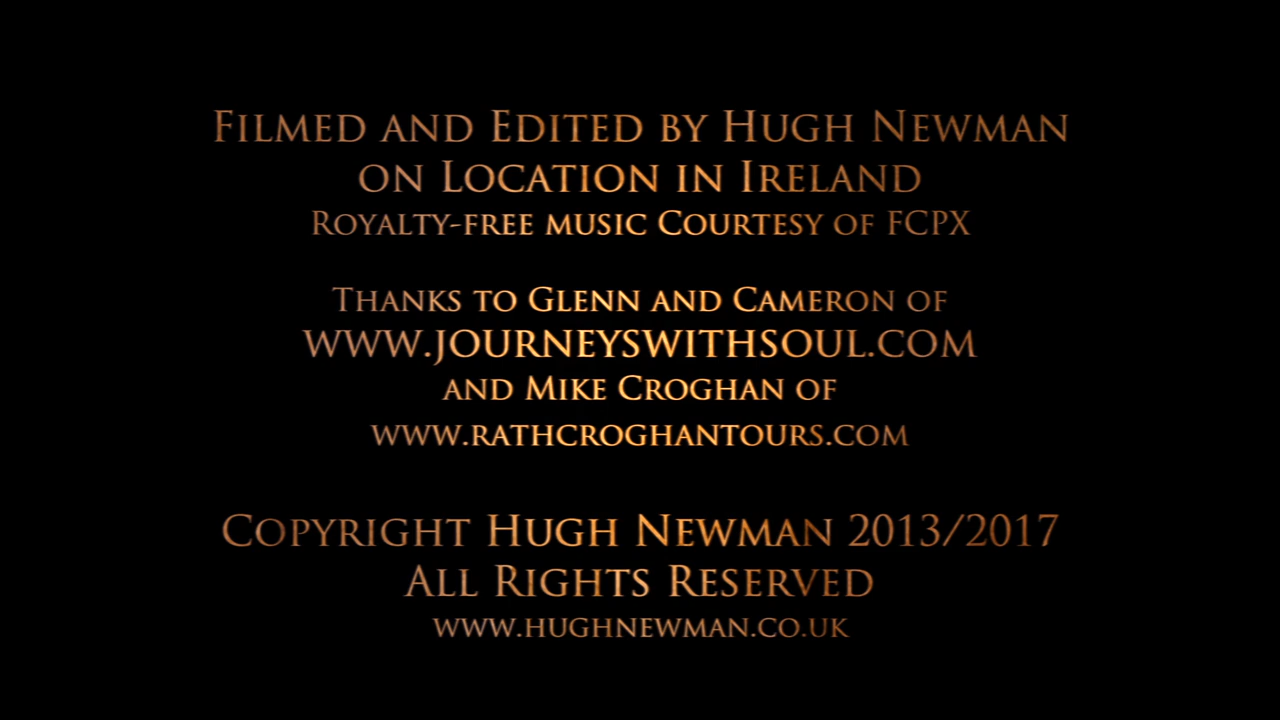 Filmed and Edited by Hugh Newman
on Location in Ireland
Royalty-free music Courtesy of FCPX
Thanks to Glenn and Cameron of
www.journeyswithsoul.com
and Mike Croghan of
www.rathcroghantours.com
Copyright Hugh Newman 2013/2017
All Rights Reserved
www.hughnewman.co.uk